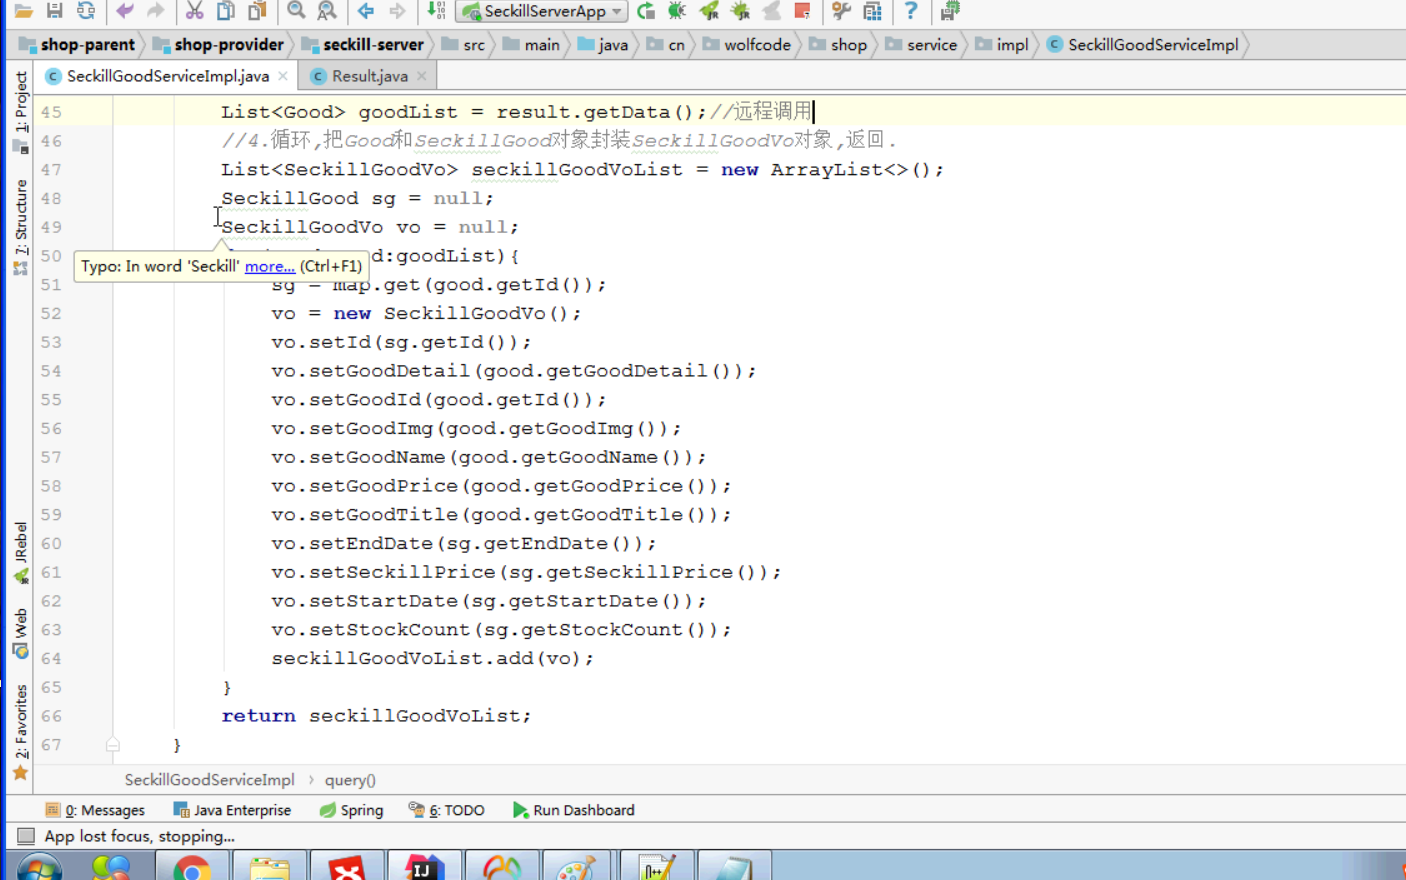 SeckillServerApp
shop-parent shop-provider seckill-server src main java cn wolfcode shop service impl SeckillGoodServiceImpl
SeckillGoodServiceImpl.java Result.java
1: Project
7: Structure
JRebel
Web
2: Favorites
45 List<Good> goodList = result.getData();//远程调用
46 //4.循环,把Good和SeckillGood对象封装SeckillGoodVo对象,返回.
47 List<SeckillGoodVo> seckillGoodVoList = new ArrayList<>();
48 SeckillGood sg = null;
49 SeckillGoodVo vo = null;
50 d:goodList){
Typo: In word 'Seckill' more... (Ctrl+F1)
51 sg = map.get(good.getId());
52 vo = new SeckillGoodVo();
53 vo.setId(sg.getId());
54 vo.setGoodDetail(good.getGoodDetail());
55 vo.setGoodId(good.getId());
56 vo.setGoodImg(good.getGoodImg());
57 vo.setGoodName(good.getGoodName());
58 vo.setGoodPrice(good.getGoodPrice());
59 vo.setGoodTitle(good.getGoodTitle());
60 vo.setEndDate(sg.getEndDate());
61 vo.setSeckillPrice(sg.getSeckillPrice());
62 vo.setStartDate(sg.getStartDate());
63 vo.setStockCount(sg.getStockCount());
64 seckillGoodVoList.add(vo);
65 }
66 return seckillGoodVoList;
67 }
SeckillGoodServiceImpl › query()
0: Messages Java Enterprise Spring 6: TODO Run Dashboard
App lost focus, stopping...